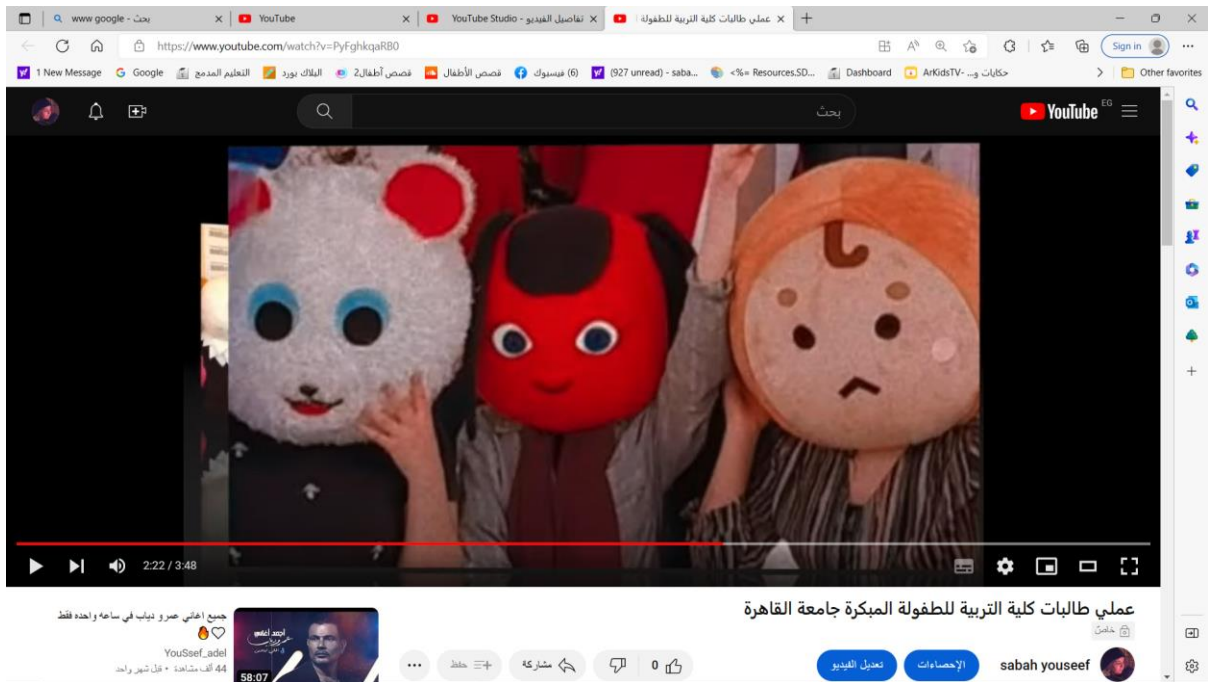 بحث - www google
YouTube
تفاصيل الفيديو - YouTube Studio
عملي طالبات كلية التربية للطفولة
https://www.youtube.com/watch?v=PyFghkqaRB0
Sign in
1 New Message
Google
التعليم المدمج
البلاك بورد
قصص أطفال2
قصص الأطفال
(6) فيسبوك
(927 unread) - saba...
<%= Resources.SD...
Dashboard
ArKidsTV -حكايات و...
Other favorites
بحث
YouTube EG
2:22 / 3:48
عملي طالبات كلية التربية للطفولة المبكرة جامعة القاهرة
خاصّ
sabah youseef
الإحصاءات
تعديل الفيديو
0
مشاركة
حفظ
جميع اغاني عمرو دياب في ساعه واحده فقط
YouSsef_adel
44 ألف مشاهدة • قبل شهر واحد
58:07